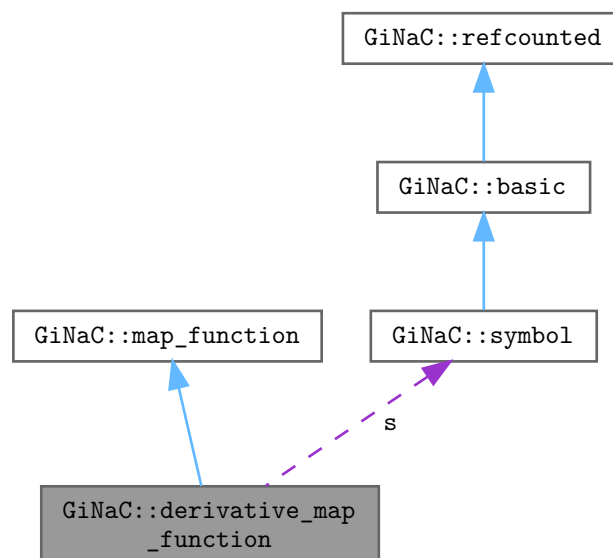 GiNaC::refcounted
GiNaC::basic
GiNaC::map_function
GiNaC::symbol
s
GiNaC::derivative_map
_function